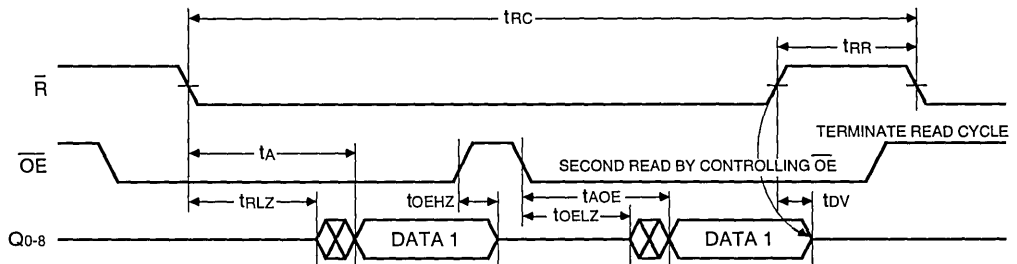 tRC
tRR
R
TERMINATE READ CYCLE
OE
tA
SECOND READ BY CONTROLLING OE
tRLZ
tOEHZ
tAOE
tOELZ
tDV
Q0-8
DATA 1
DATA 1